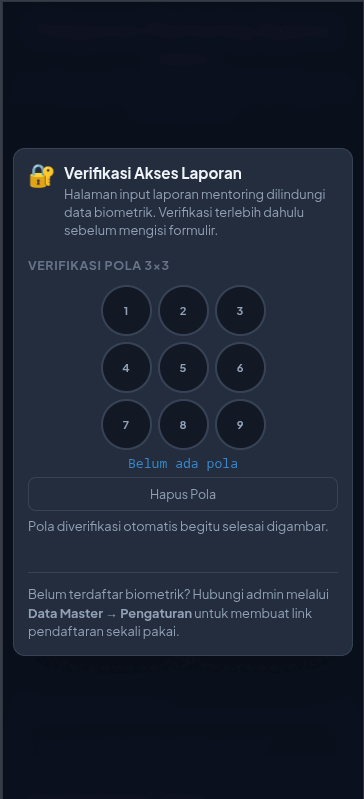 Verifikasi Akses Laporan
Halaman input laporan mentoring dilindungi
data biometrik. Verifikasi terlebih dahulu
sebelum mengisi formulir.
VERIFIKASI POLA 3×3
1 2 3
4 5 6
7 8 9
Belum ada pola
Hapus Pola
Pola diverifikasi otomatis begitu selesai digambar.
Belum terdaftar biometrik? Hubungi admin melalui
Data Master → Pengaturan untuk membuat link
pendaftaran sekali pakai.